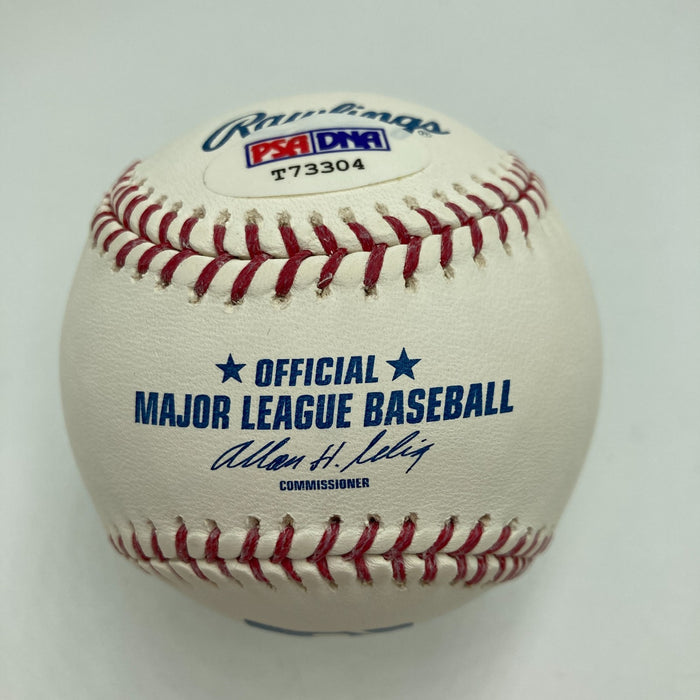 Rawlings®
PSA DNA
T73304
★ OFFICIAL ★
MAJOR LEAGUE BASEBALL
Allan H. Selig
COMMISSIONER